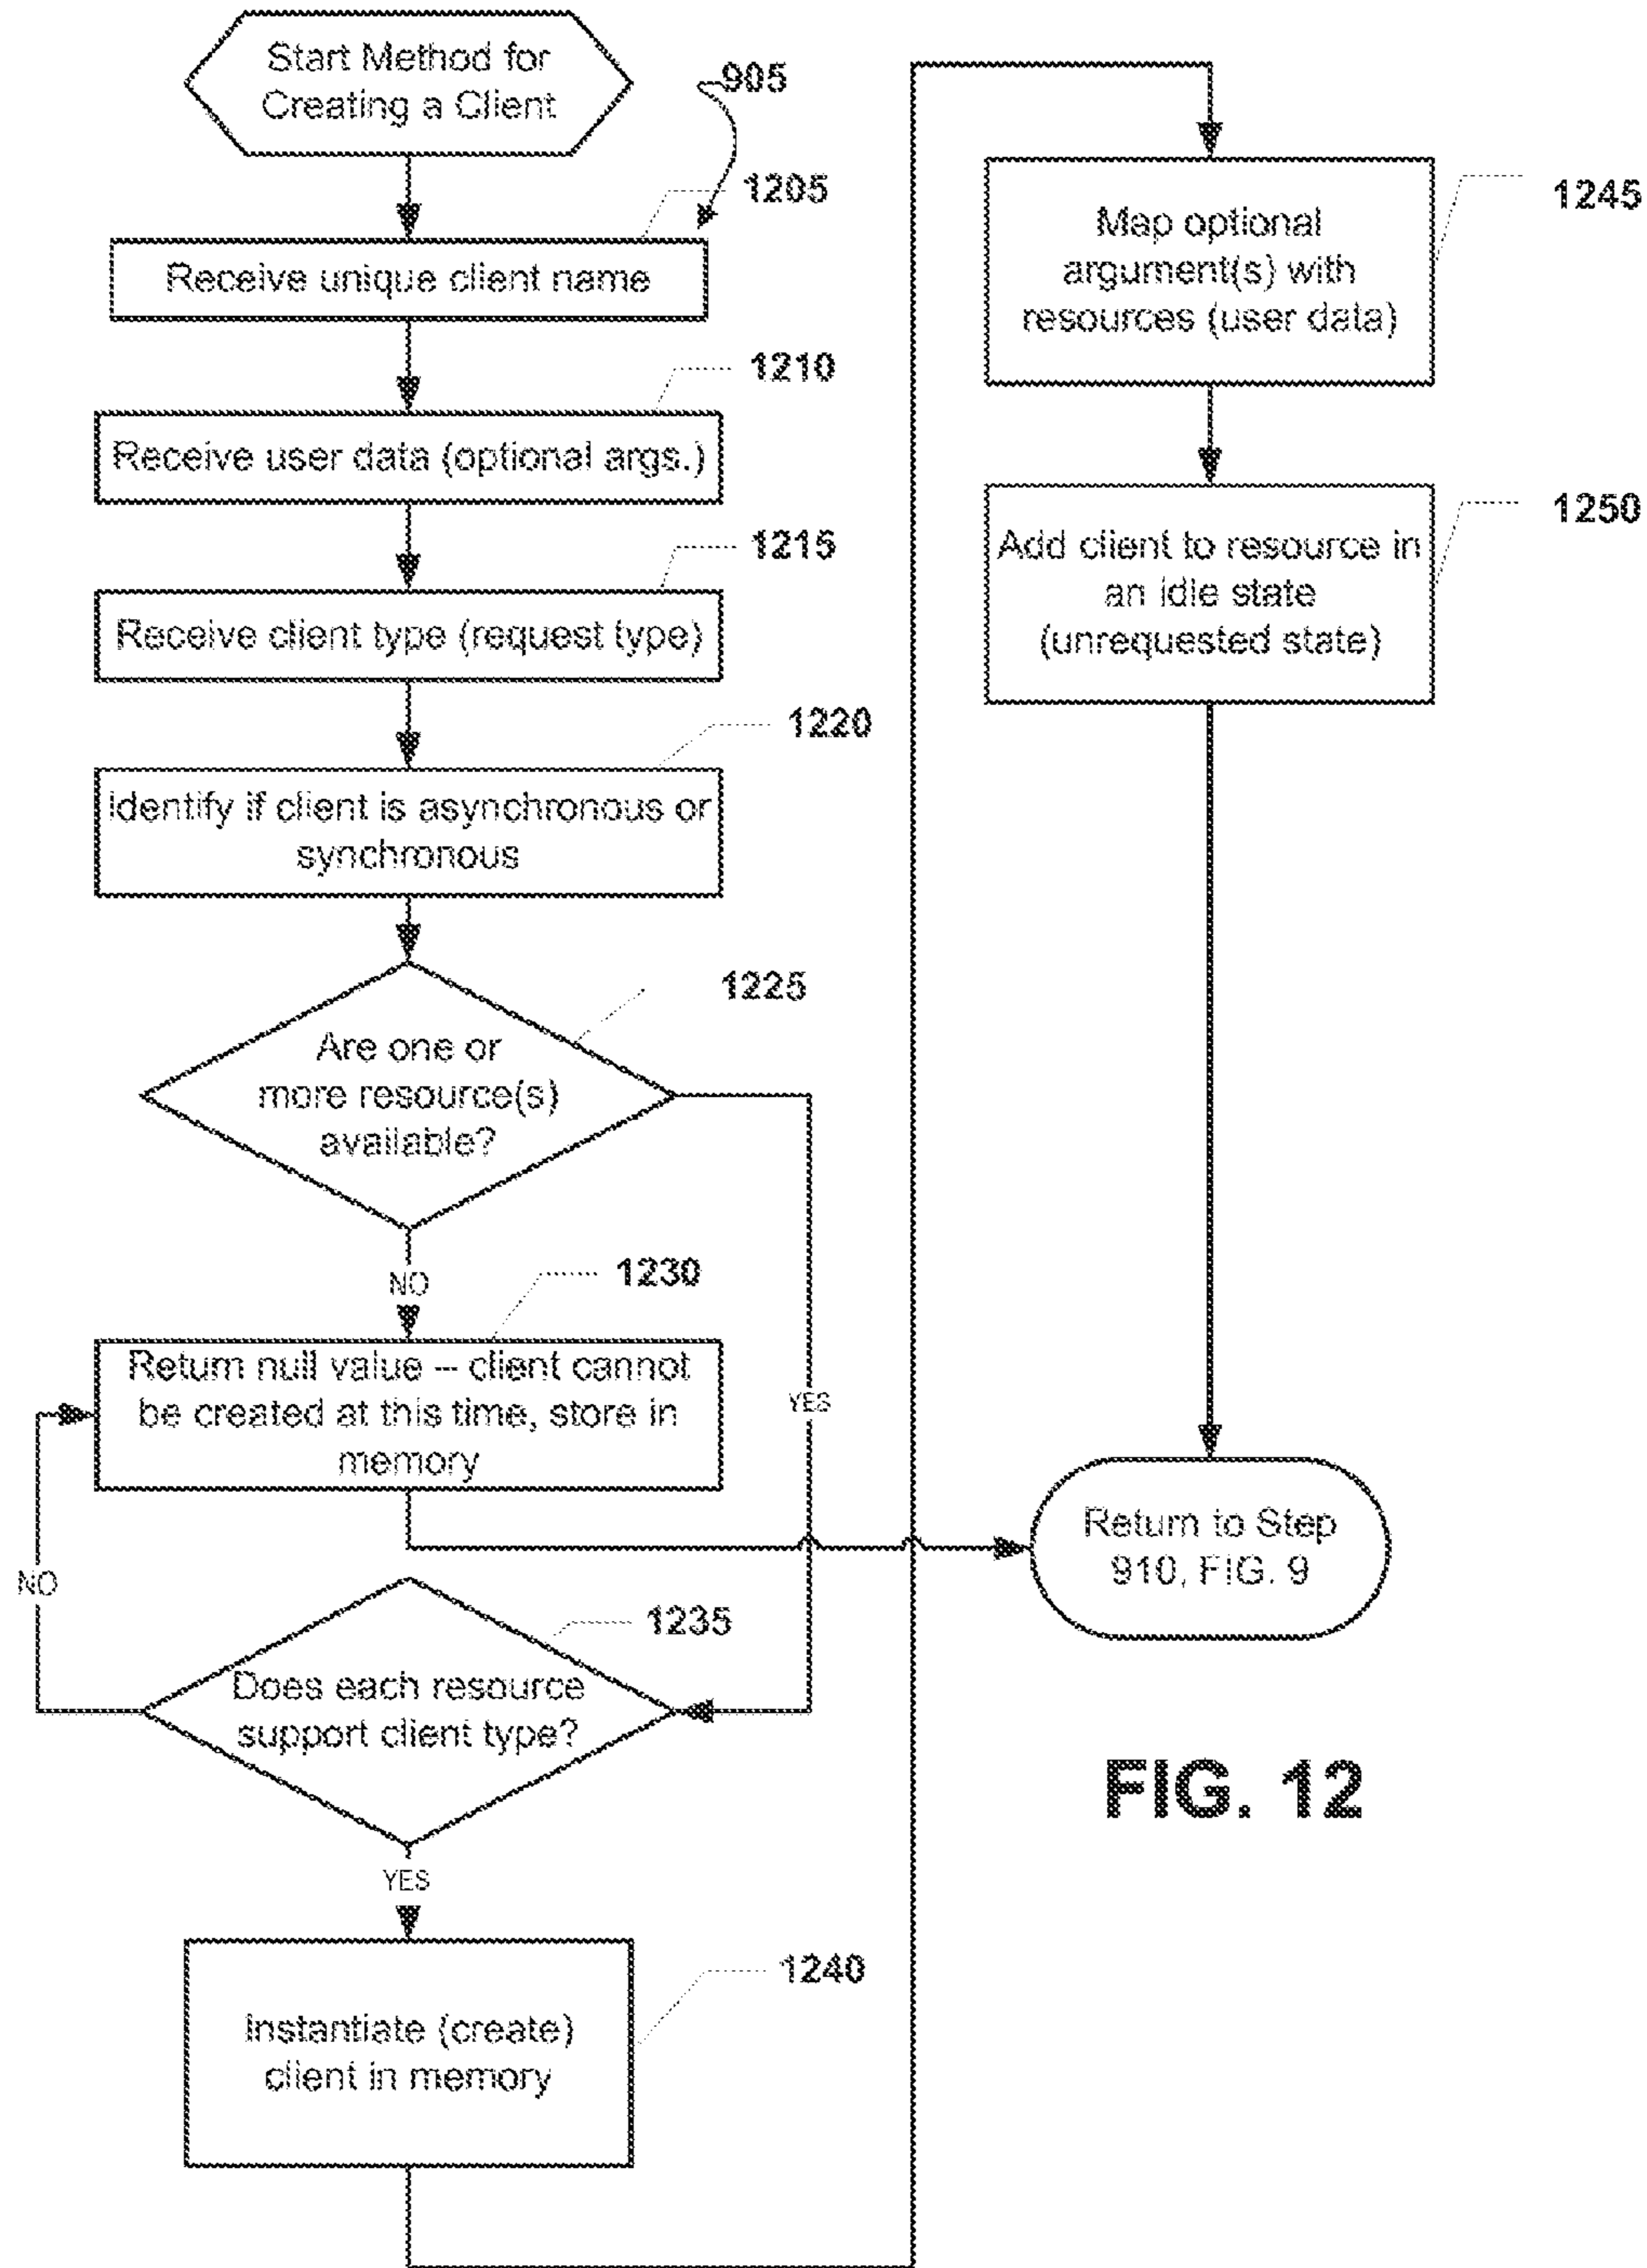 Start Method for
Creating a Client
905
1205
Receive unique client name
1210
Receive user data (optional args.)
1215
Receive client type (request type)
1220
Identify if client is asynchronous or
synchronous
1225
Are one or
more resource(s)
available?
NO
YES
1230
Return null value -- client cannot
be created at this time, store in
memory
NO
1235
Does each resource
support client type?
YES
1240
Instantiate (create)
client in memory
1245
Map optional
argument(s) with
resources (user data)
1250
Add client to resource in
an idle state
(unrequested state)
Return to Step
910, FIG. 9
FIG. 12